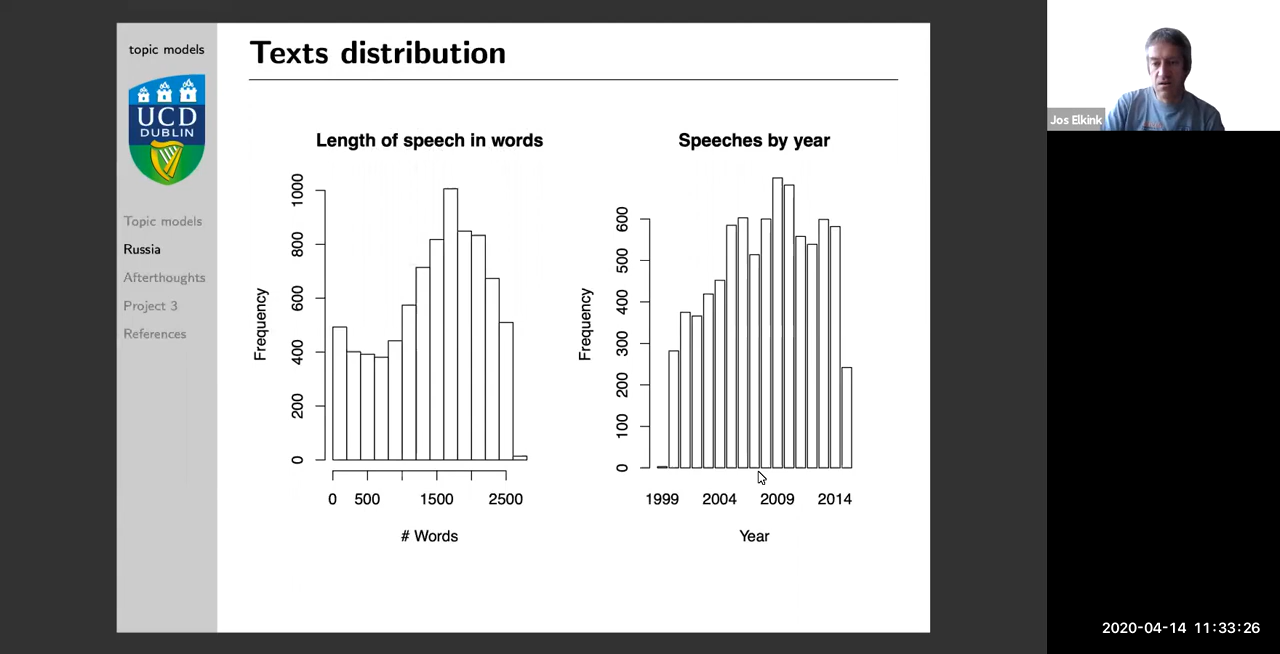 topic models
UCD
DUBLIN
Topic models
Russia
Afterthoughts
Project 3
References
Texts distribution
Length of speech in words
Frequency
0 200 400 600 800 1000
0 500 1500 2500
# Words
Speeches by year
Frequency
0 100 200 300 400 500 600
1999 2004 2009 2014
Year
Jos Elkink
2020-04-14 11:33:26